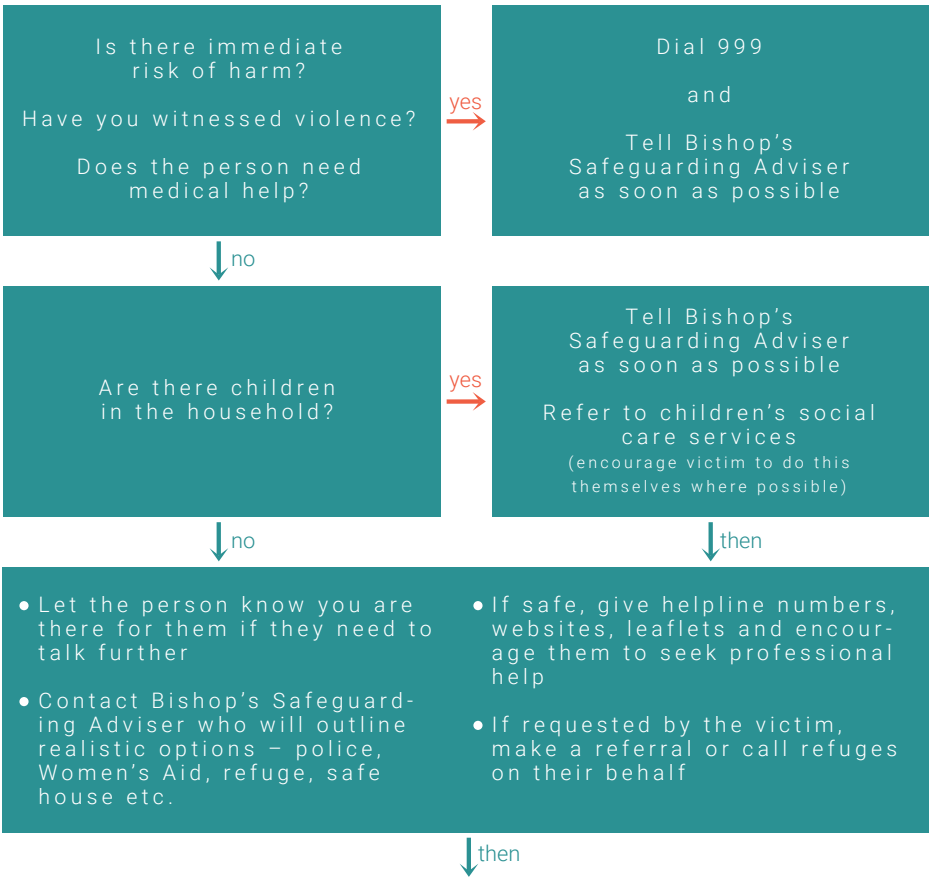 Is there immediate
risk of harm?
Have you witnessed violence?
Does the person need
medical help?
yes
Dial 999
and
Tell Bishop's
Safeguarding Adviser
as soon as possible
no
Are there children
in the household?
yes
Tell Bishop's
Safeguarding Adviser
as soon as possible
Refer to children's social
care services
(encourage victim to do this
themselves where possible)
no
then
• Let the person know you are
there for them if they need to
talk further
• Contact Bishop's Safeguard-
ing Adviser who will outline
realistic options – police,
Women's Aid, refuge, safe
house etc.
• If safe, give helpline numbers,
websites, leaflets and encour-
age them to seek professional
help
• If requested by the victim,
make a referral or call refuges
on their behalf
then